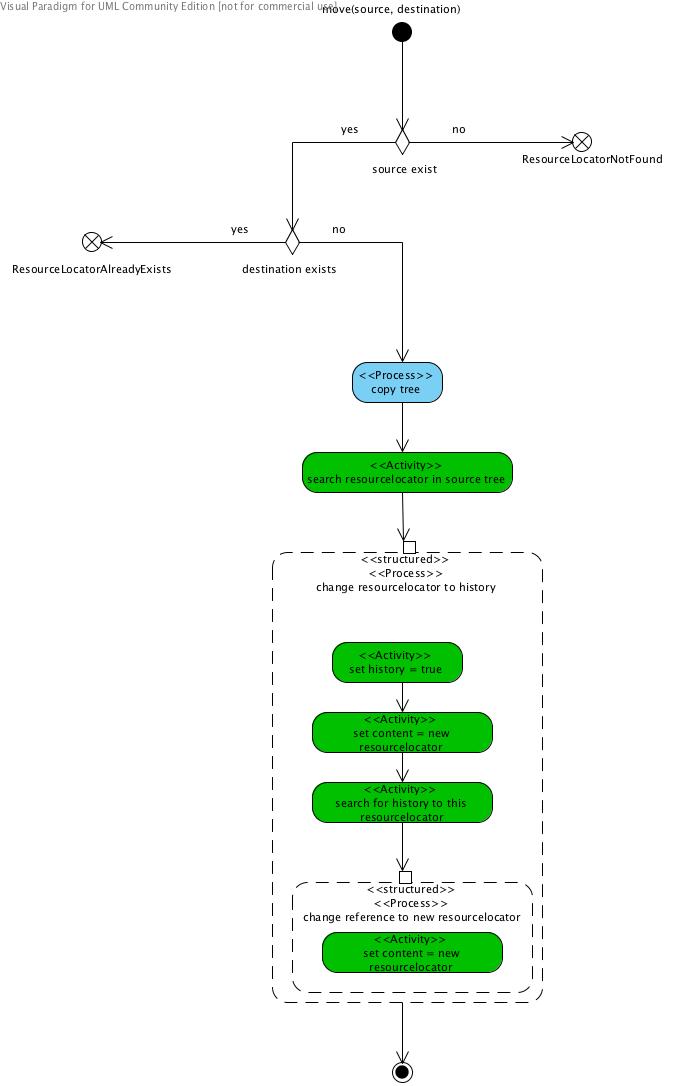 Visual Paradigm for UML Community Edition [not for commercial use]
move(source, destination)
yes
no
source exist
ResourceLocatorNotFound
yes
no
ResourceLocatorAlreadyExists
destination exists
<<Process>>
copy tree
<<Activity>>
search resourcelocator in source tree
<<structured>>
<<Process>>
change resourcelocator to history
<<Activity>>
set history = true
<<Activity>>
set content = new
resourcelocator
<<Activity>>
search for history to this
resourcelocator
<<structured>>
<<Process>>
change reference to new resourcelocator
<<Activity>>
set content = new
resourcelocator